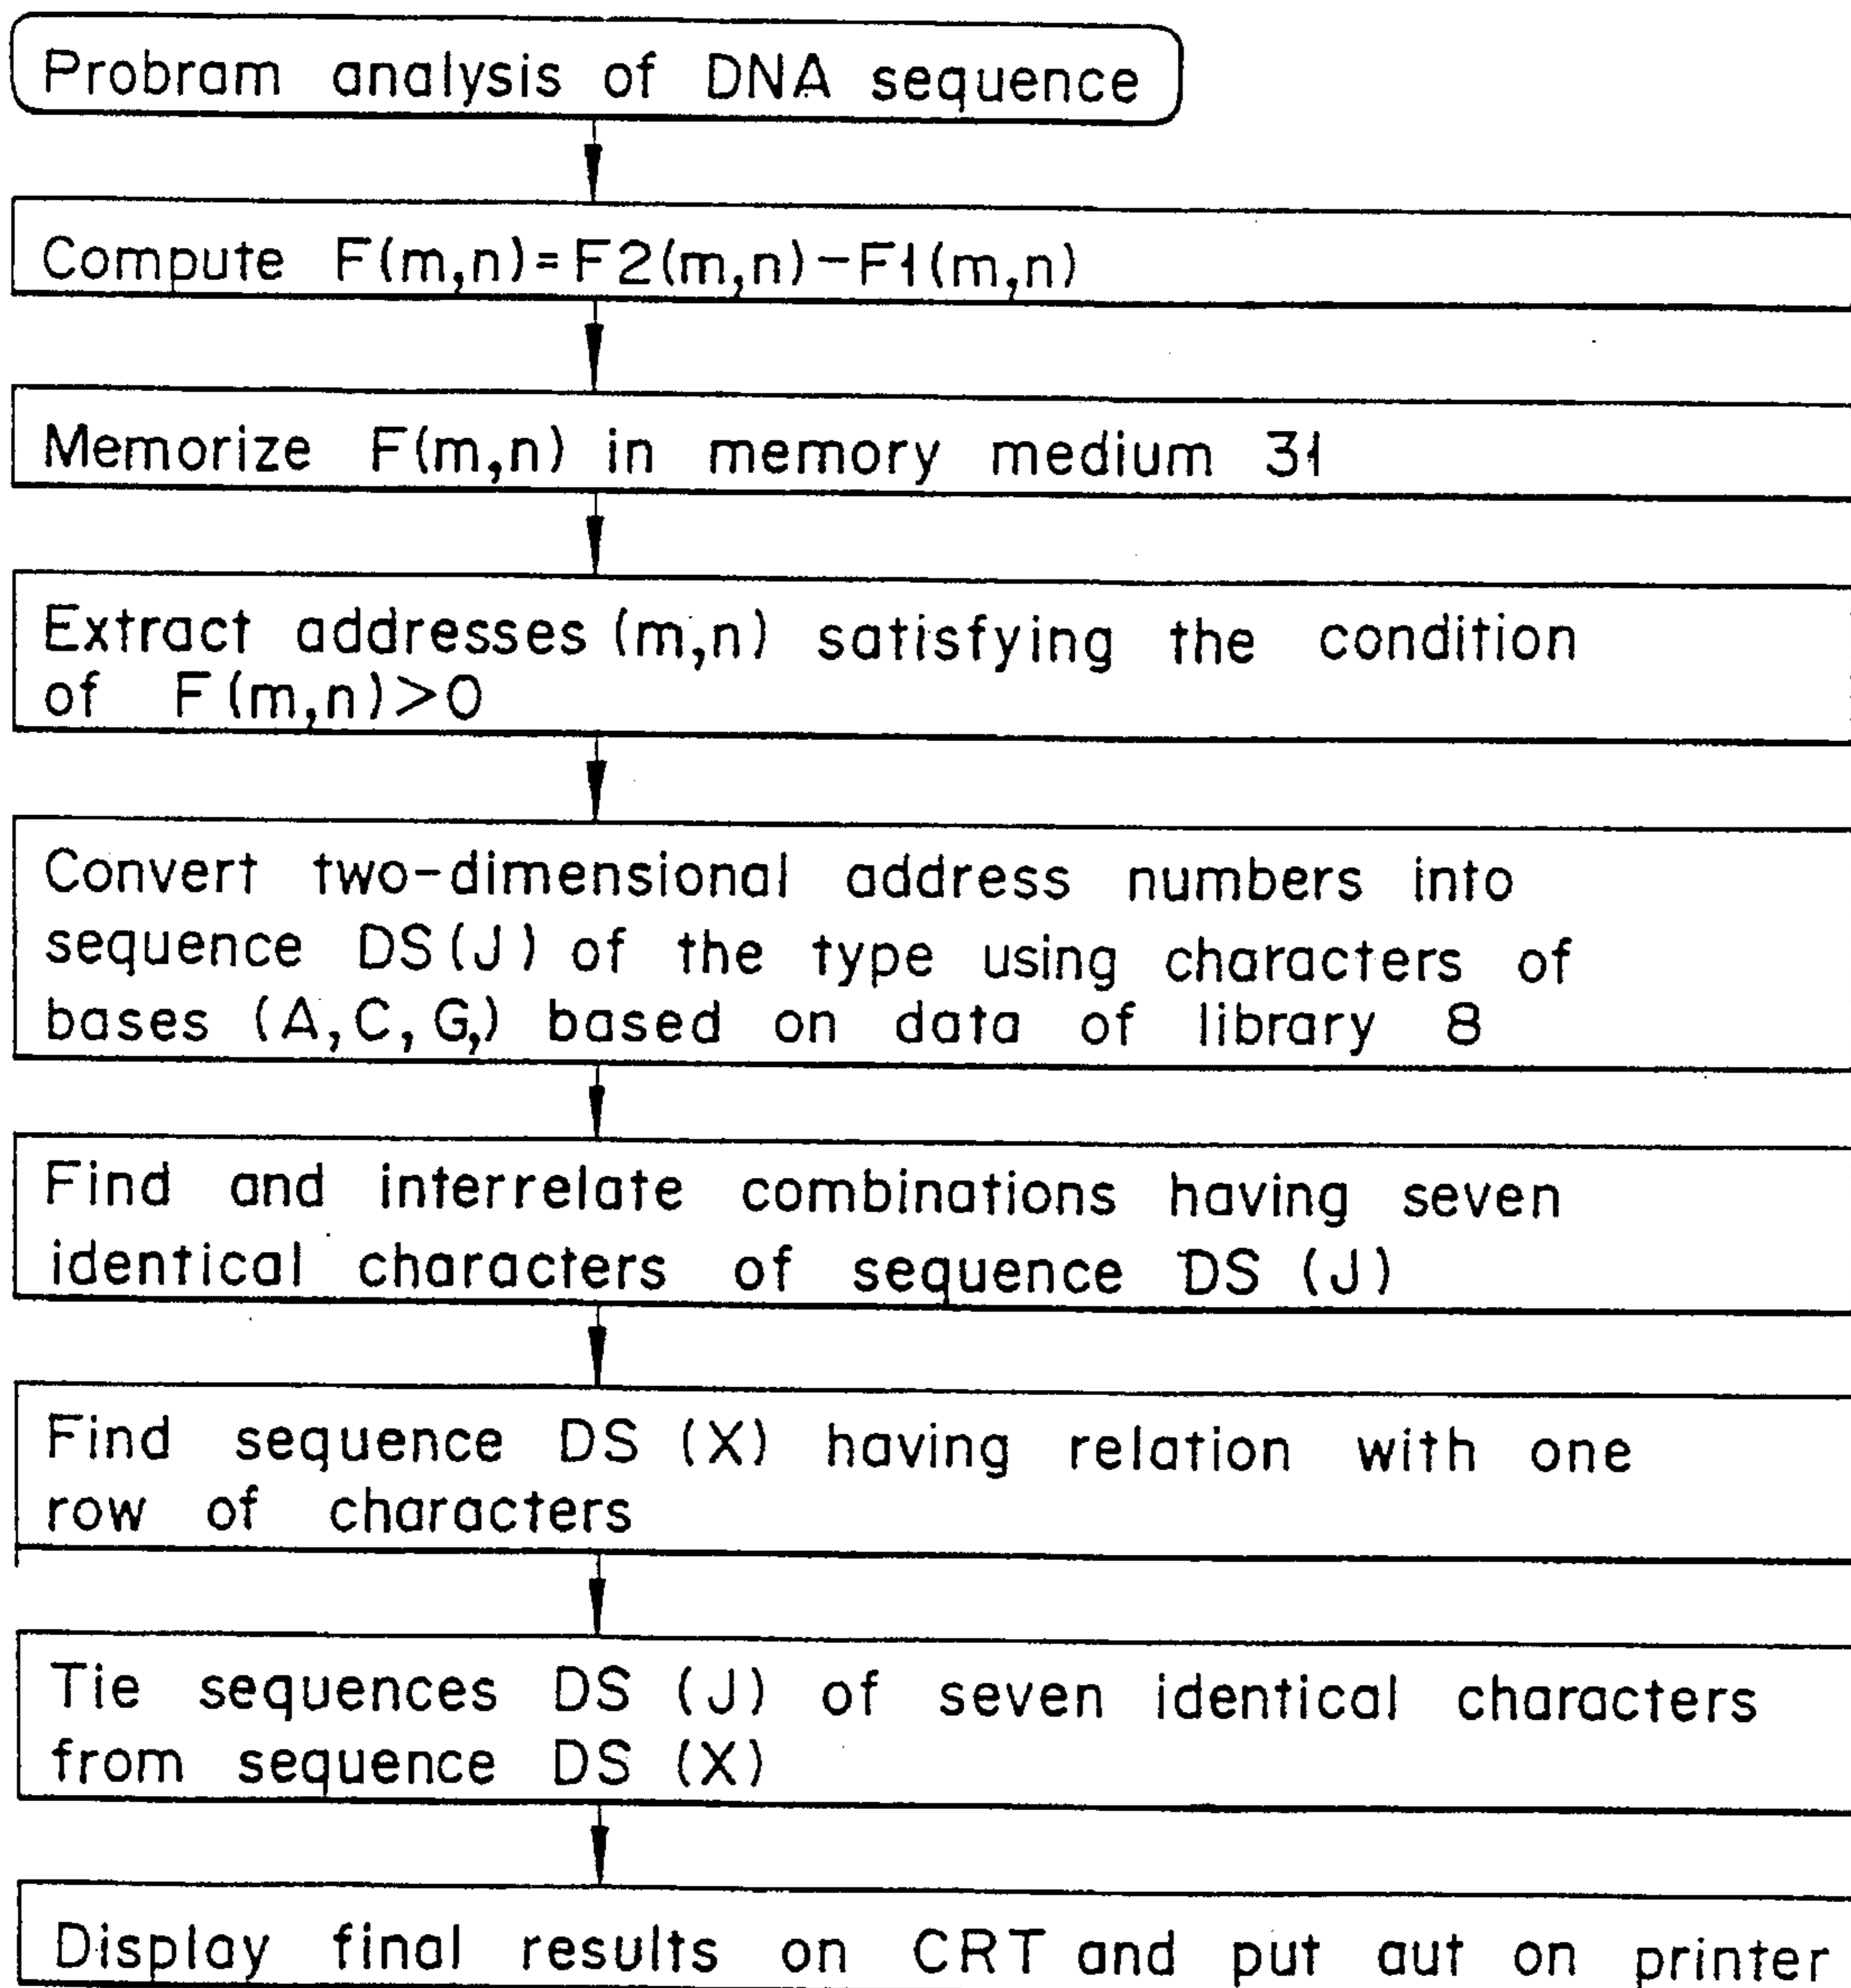 Probram analysis of DNA sequence
Compute F(m,n)=F2(m,n)-F1(m,n)
Memorize F(m,n) in memory medium 31
Extract addresses (m,n) satisfying the condition
of F(m,n)>0
Convert two-dimensional address numbers into
sequence DS(J) of the type using characters of
bases (A,C,G,) based on data of library 8
Find and interrelate combinations having seven
identical characters of sequence DS (J)
Find sequence DS (X) having relation with one
row of characters
Tie sequences DS (J) of seven identical characters
from sequence DS (X)
Display final results on CRT and put aut on printer